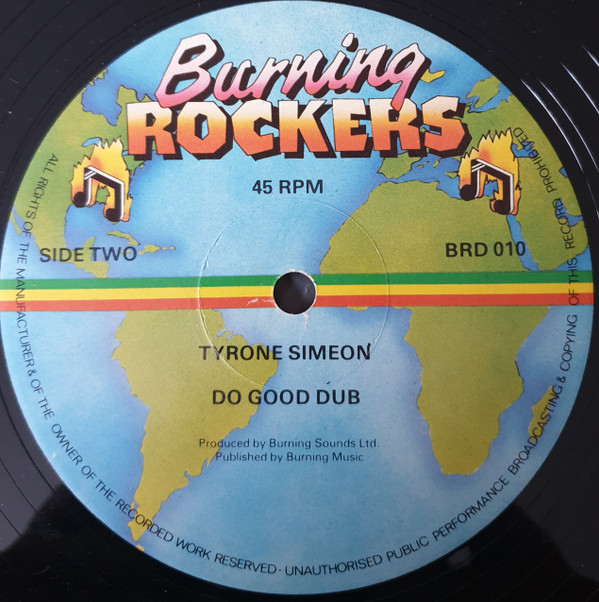 Burning
ROCKERS
45 RPM
SIDE TWO
BRD 010
TYRONE SIMEON
DO GOOD DUB
Produced by Burning Sounds Ltd.
Published by Burning Music
ALL RIGHTS OF THE MANUFACTURER & OF THE OWNER OF THE RECORDED WORK RESERVED - UNAUTHORISED PUBLIC PERFORMANCE BROADCASTING & COPYING OF THIS RECORD PROHIBITED